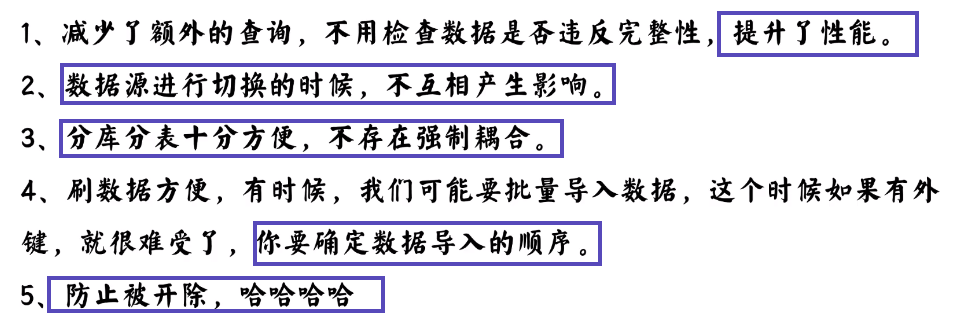 1、减少了额外的查询，不用检查数据是否违反完整性，提升了性能。
2、数据源进行切换的时候，不互相产生影响。
3、分库分表十分方便，不存在强制耦合。
4、刷数据方便，有时候，我们可能要批量导入数据，这个时候如果有外
键，就很难受了，你要确定数据导入的顺序。
5、防止被开除，哈哈哈哈